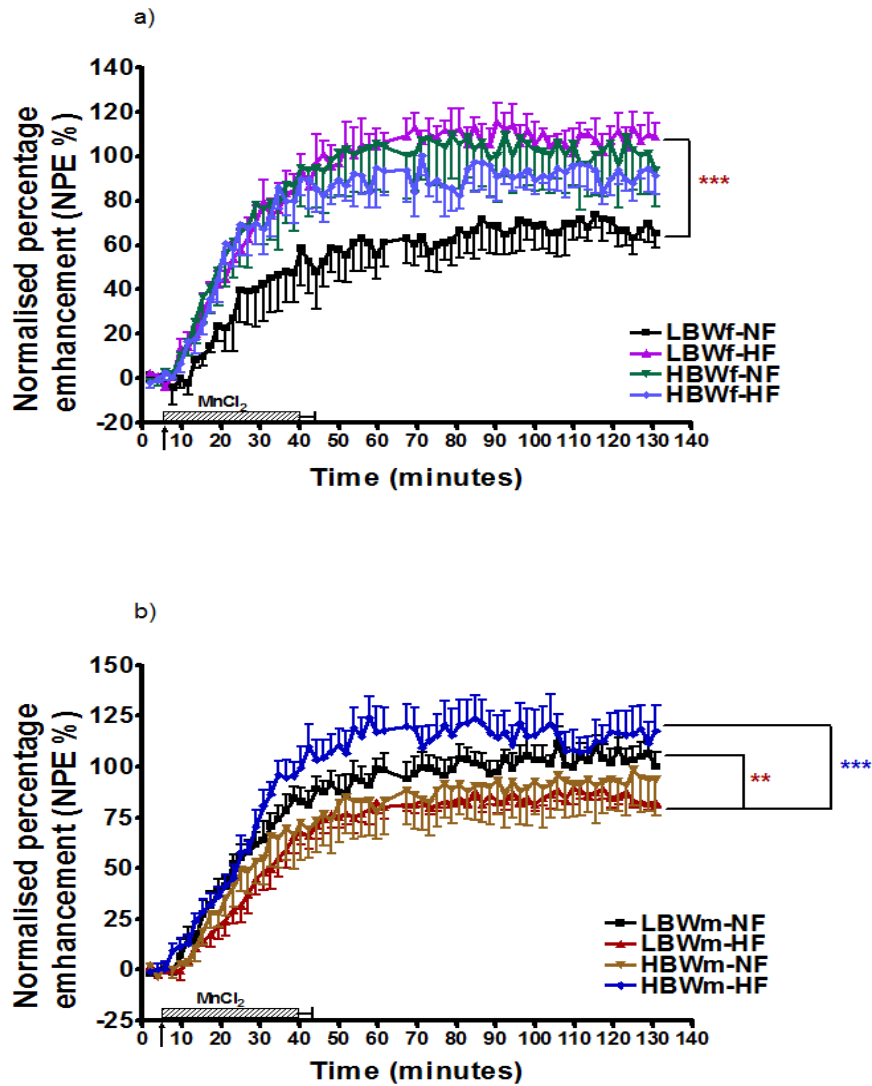 a)
Normalised percentage
emhancement (NPE %)
140
120
100
80
60
40
20
0
-20
***
LBWf-NF
LBWf-HF
HBWf-NF
HBWf-HF
MnCl₂
0 10 20 30 40 50 60 70 80 90 100 110 120 130 140
Time (minutes)
b)
Normalised percentage
enhancement (NPE %)
150
125
100
75
50
25
0
-25
**
***
LBWm-NF
LBWm-HF
HBWm-NF
HBWm-HF
MnCl₂
0 10 20 30 40 50 60 70 80 90 100 110 120 130 140
Time (minutes)